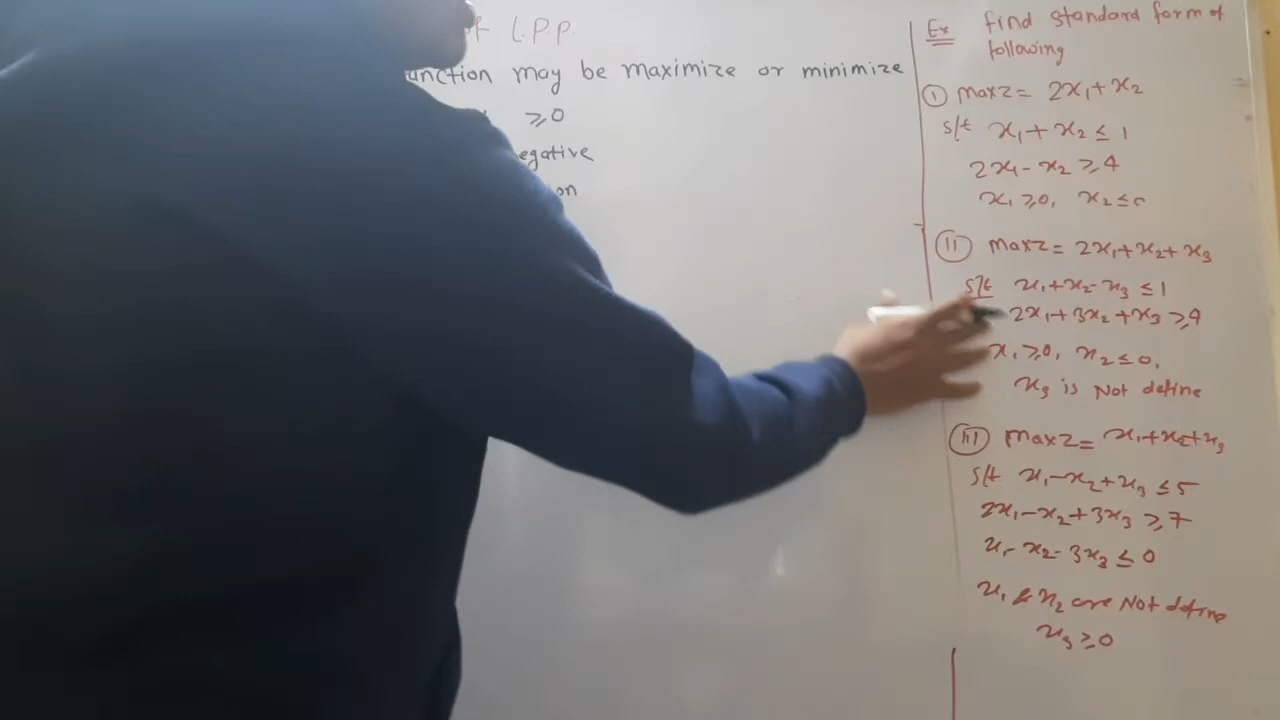 of L.P.P.
unction may be maximize or minimize
≥0
egative
on
Ex find standard form of
following
(I) max z = 2x₁ + x₂
s/t x₁ + x₂ ≤ 1
2x₁ - x₂ ≥ 4
x₁ ≥ 0, x₂ ≤ 0
(II) max z = 2x₁ + x₂ + x₃
s/t x₁ + x₂ - x₃ ≤ 1
2x₁ + 3x₂ + x₃ ≥ 9
x₁ ≥ 0, x₂ ≤ 0,
x₃ is Not define
(III) max z = x₁ + x₂ + x₃
s/t x₁ - x₂ + x₃ ≤ 5
2x₁ - x₂ + 3x₃ ≥ 7
x₁ - x₂ - 3x₃ ≤ 0
x₁ & x₂ are Not define
x₃ ≥ 0